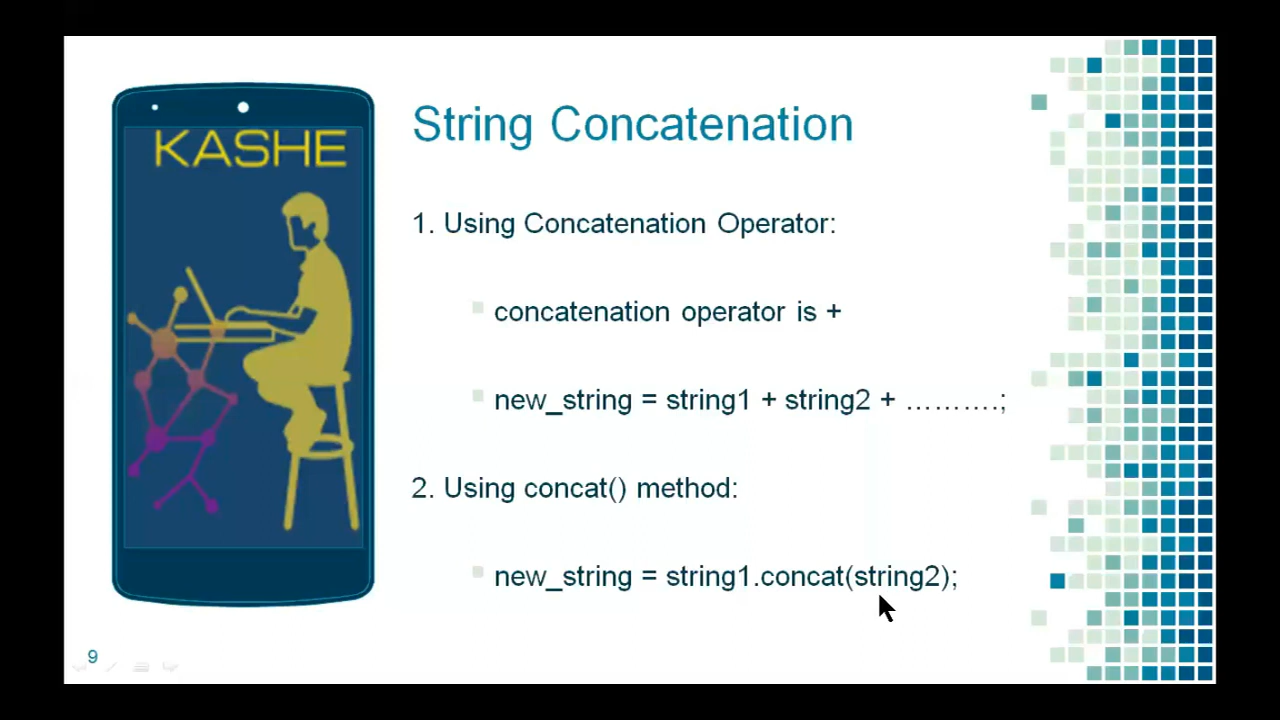 KASHE
String Concatenation
1. Using Concatenation Operator:
concatenation operator is +
new_string = string1 + string2 + ……….;
2. Using concat() method:
new_string = string1.concat(string2);
9